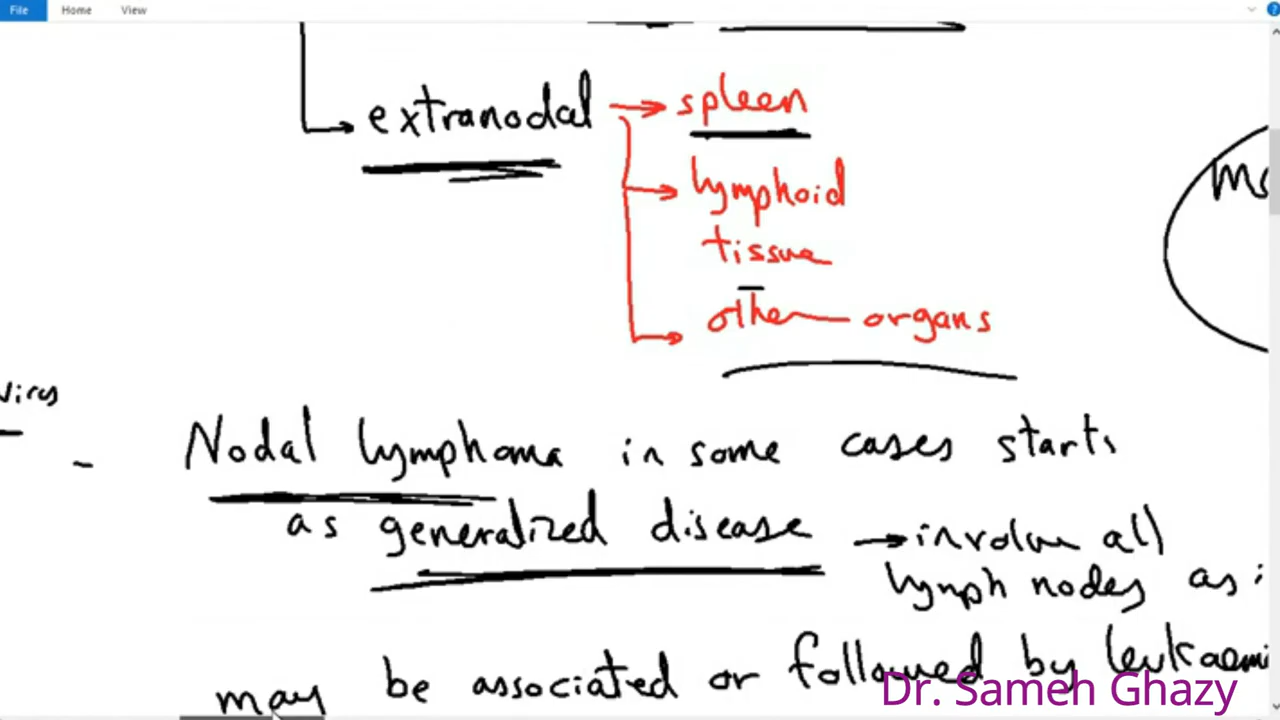 File Home View
extranodal → spleen
→ lymphoid
tissue
→ other organs
virus
- Nodal lymphoma in some cases starts
as generalized disease → involve all
lymph nodes as
may be associated or followed by leukaemi
Dr. Sameh Ghazy